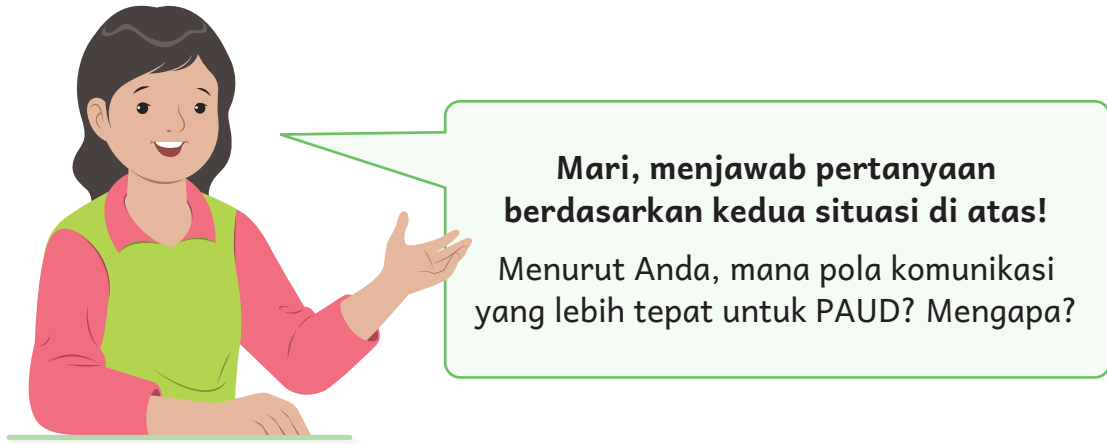 Mari, menjawab pertanyaan
berdasarkan kedua situasi di atas!
Menurut Anda, mana pola komunikasi
yang lebih tepat untuk PAUD? Mengapa?